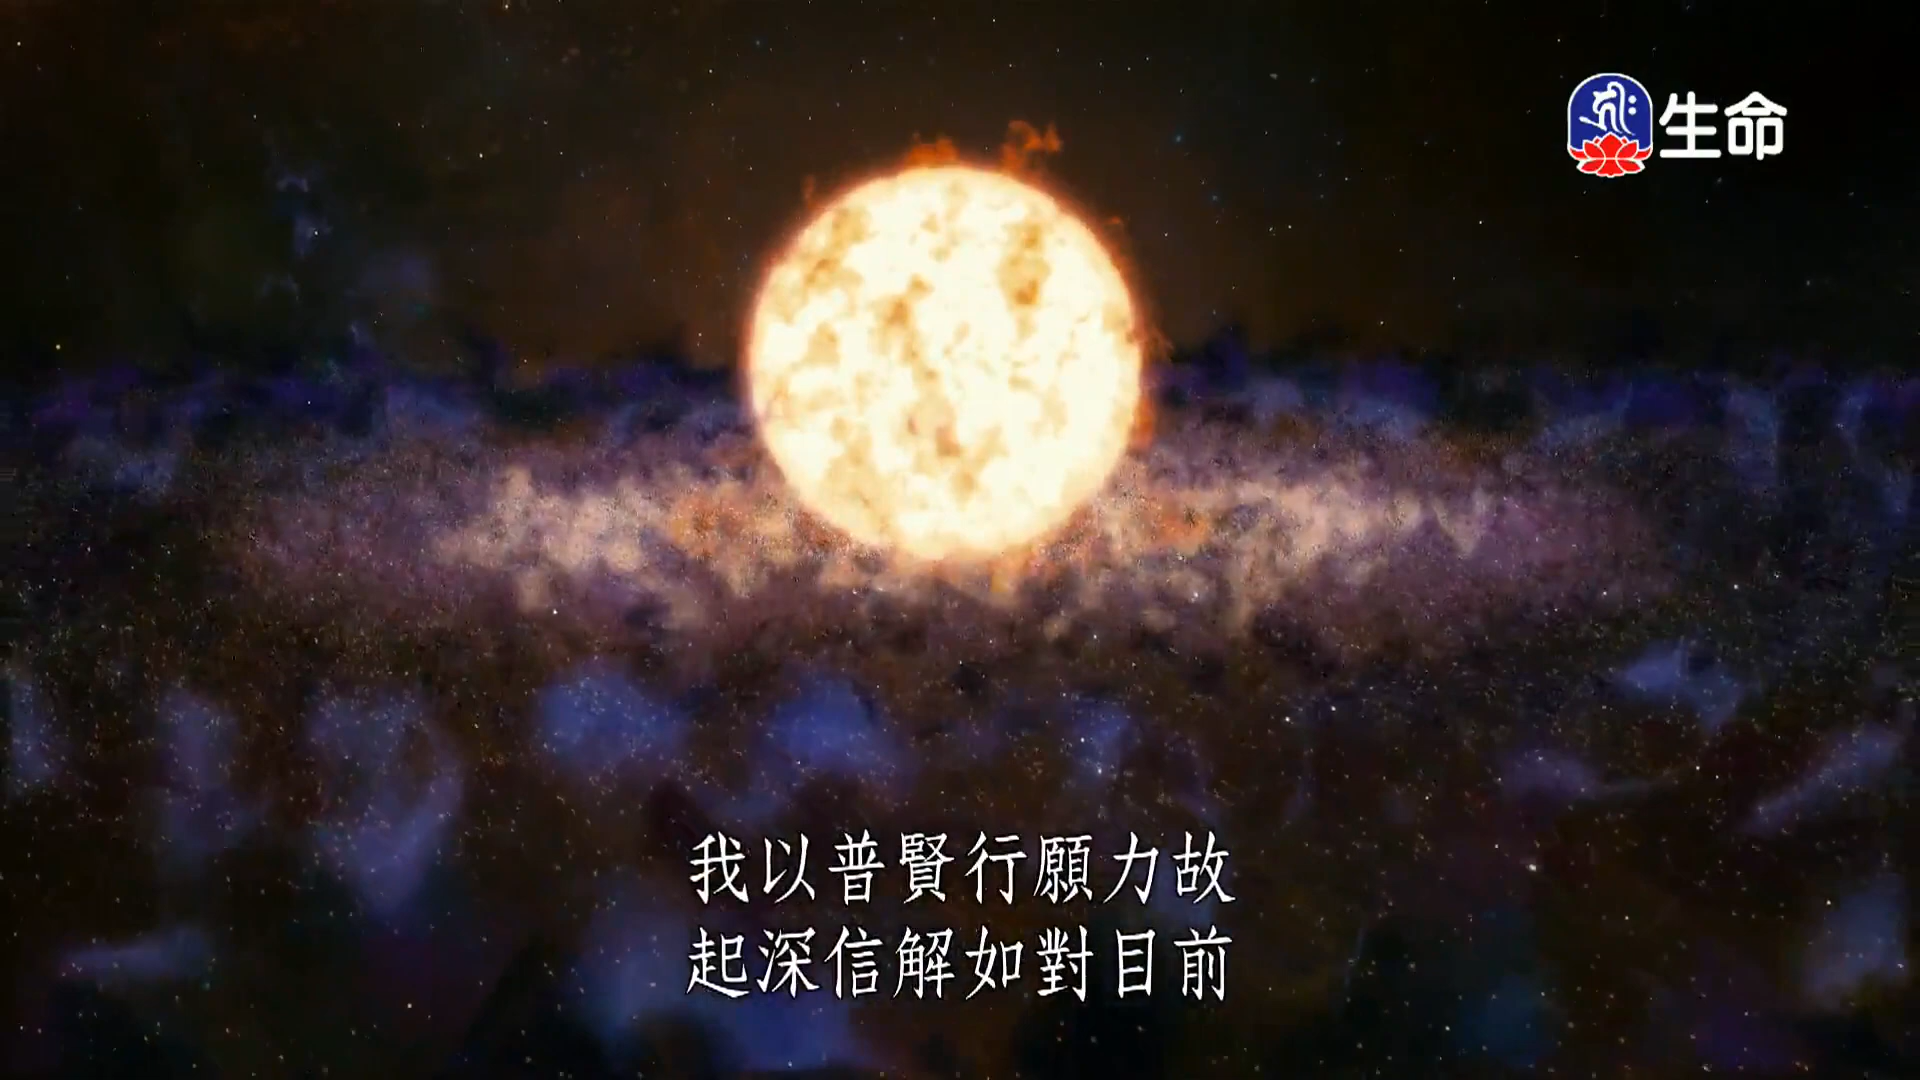 生命
我以普賢行願力故
起深信解如對目前